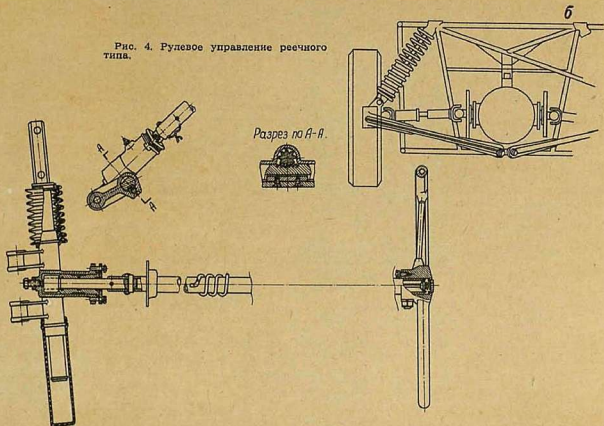 б
Рис. 4. Рулевое управление реечного
типа.
Разрез по А-А.
А
А